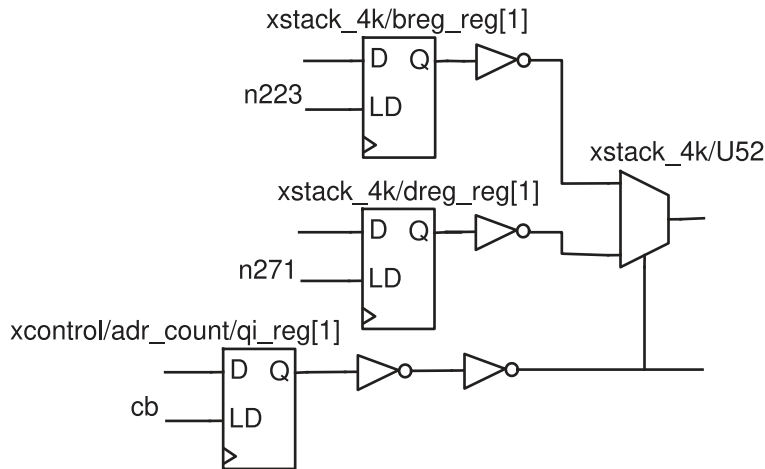 xstack_4k/breg_reg[1]
D Q
n223
LD
xstack_4k/U52
xstack_4k/dreg_reg[1]
D Q
n271
LD
xcontrol/adr_count/qi_reg[1]
D Q
cb
LD